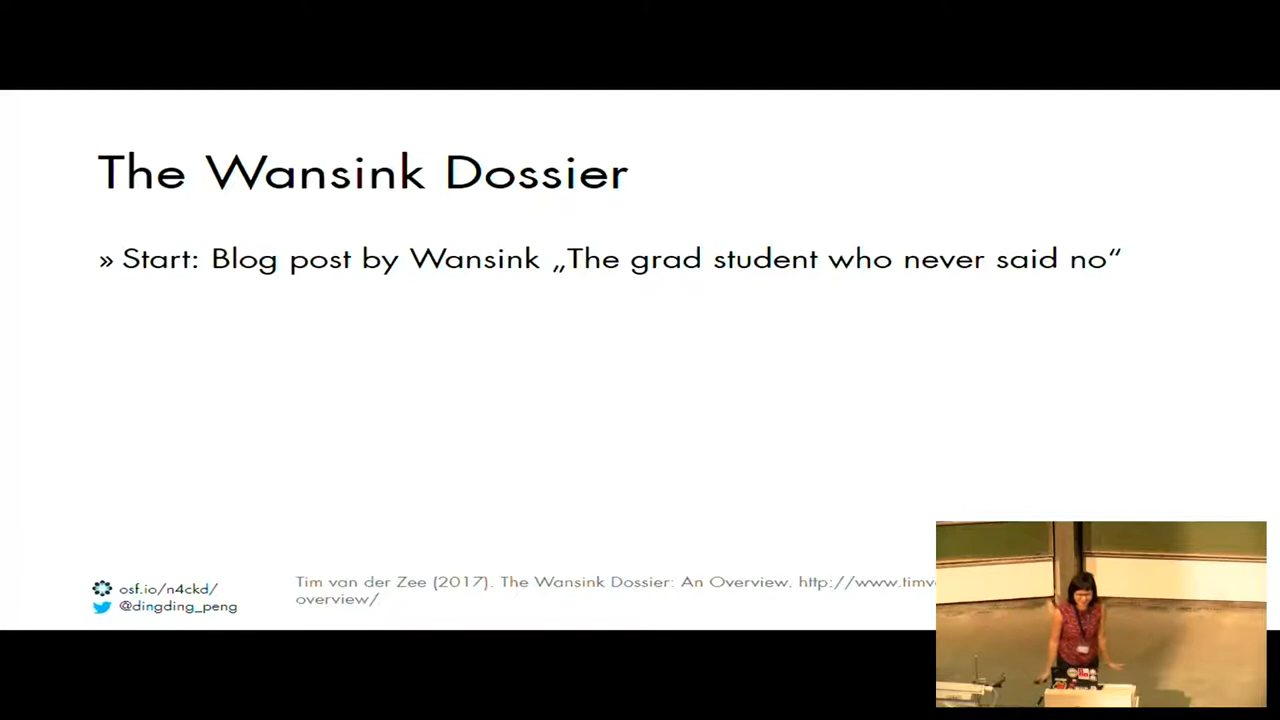 The Wansink Dossier
» Start: Blog post by Wansink „The grad student who never said no“
osf.io/n4ckd/
@dingding_peng
Tim van der Zee (2017). The Wansink Dossier: An Overview. http://www.timv
overview/